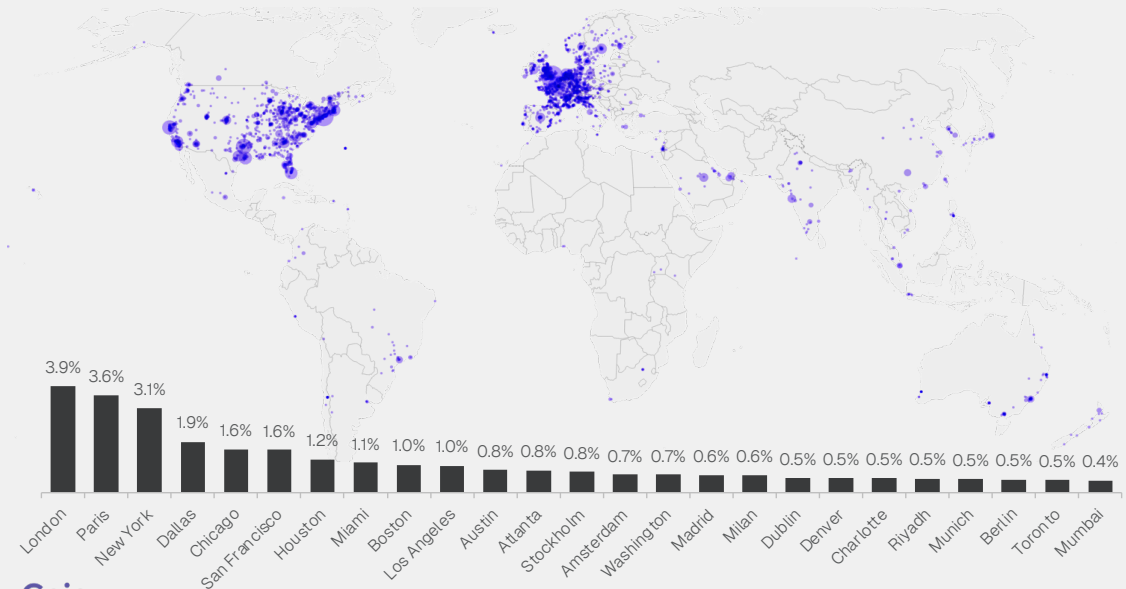 3.9%
3.6%
3.1%
1.9%
1.6%
1.6%
1.2%
1.1%
1.0%
1.0%
0.8%
0.8%
0.8%
0.7%
0.7%
0.6%
0.6%
0.5%
0.5%
0.5%
0.5%
0.5%
0.5%
0.5%
0.4%
London
Paris
New York
Dallas
Chicago
San Francisco
Houston
Miami
Boston
Los Angeles
Austin
Atlanta
Stockholm
Amsterdam
Washington
Madrid
Milan
Dublin
Denver
Charlotte
Riyadh
Munich
Berlin
Toronto
Mumbai